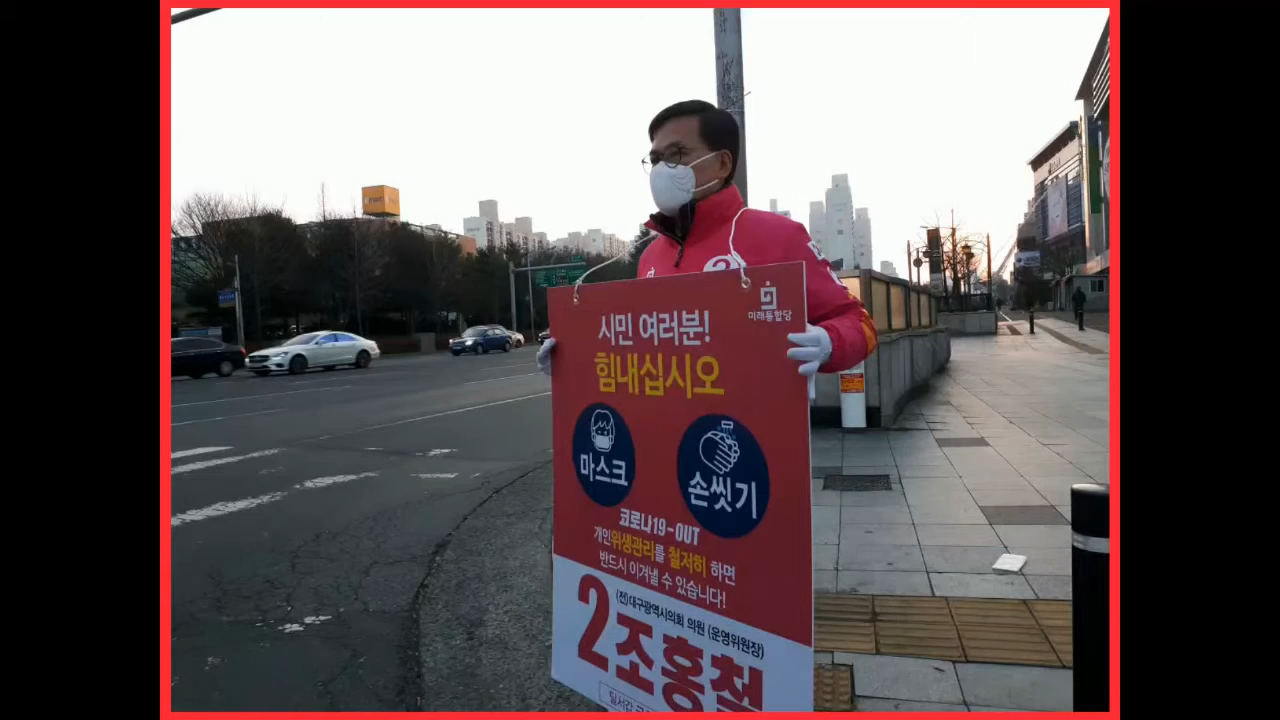 미래통합당
시민 여러분!
힘내십시오
마스크
손씻기
코로나19-OUT
개인위생관리를 철저히 하면
반드시 이겨낼 수 있습니다!
(전)대구광역시의회 의원 (운영위원장)
2조홍철
2